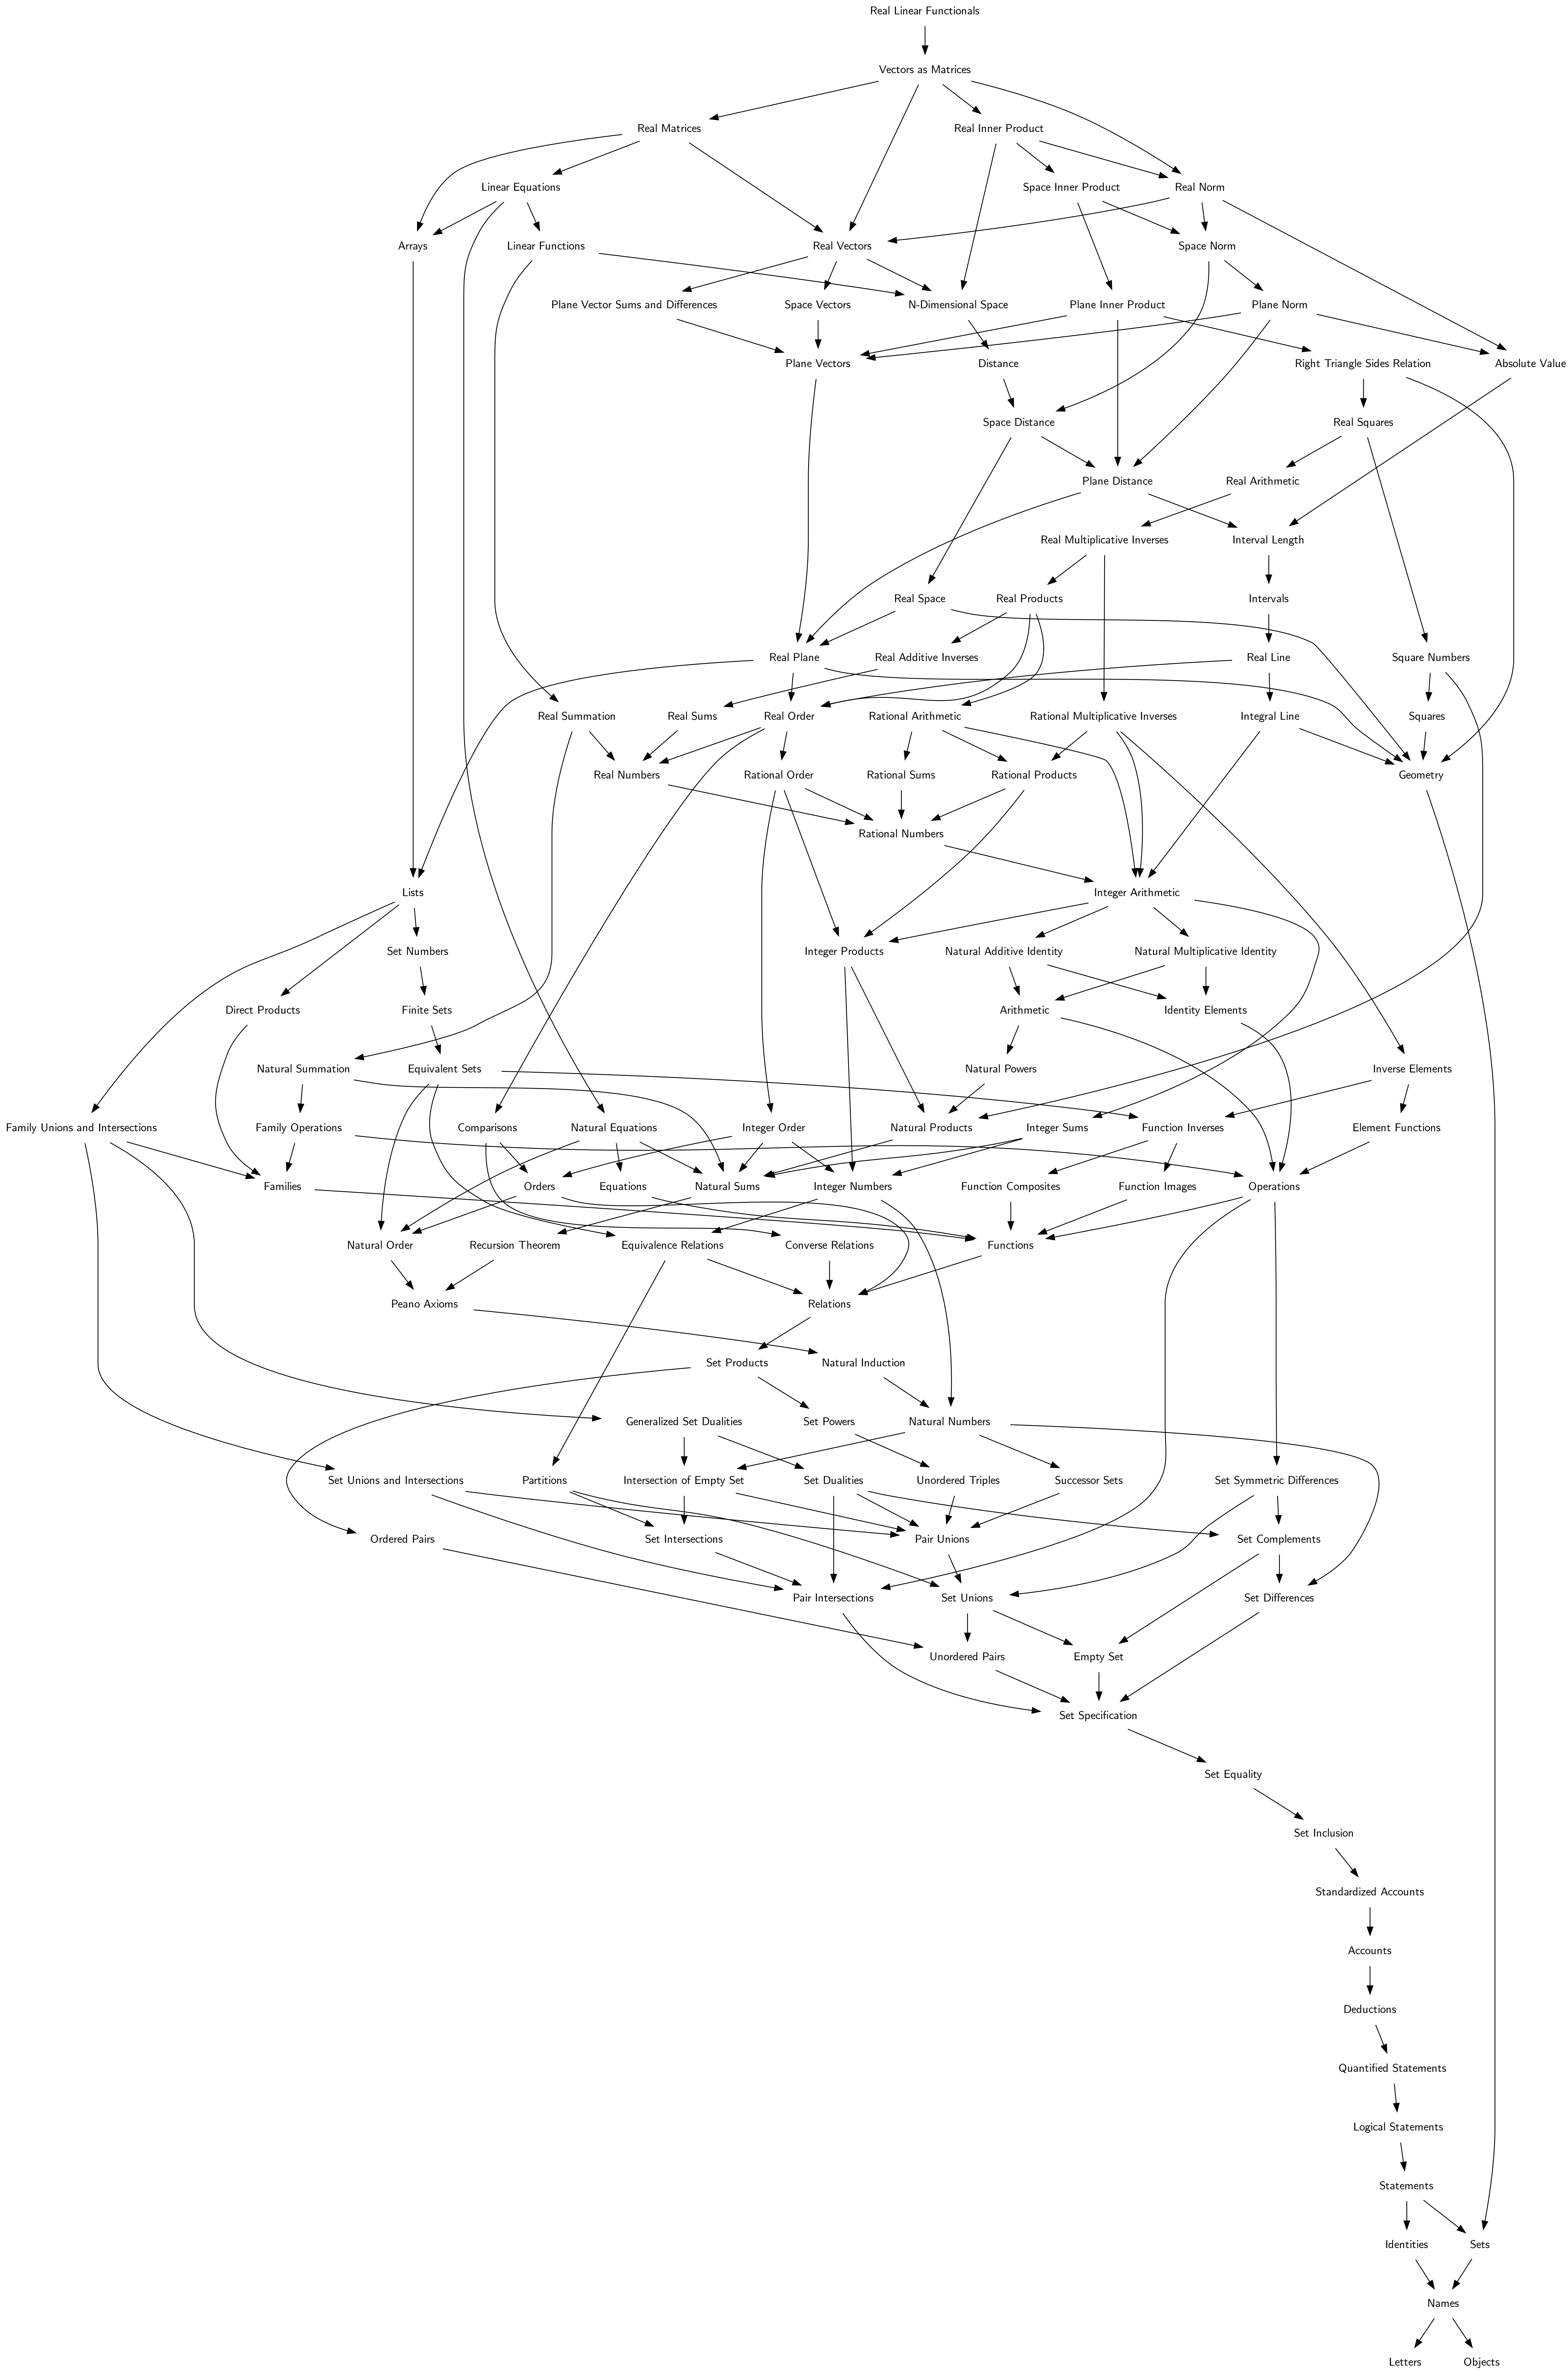 Real Linear Functionals
Vectors as Matrices
Real Matrices
Real Inner Product
Linear Equations
Space Inner Product
Real Norm
Arrays
Linear Functions
Real Vectors
Space Norm
Plane Vector Sums and Differences
Space Vectors
N-Dimensional Space
Plane Inner Product
Plane Norm
Plane Vectors
Distance
Right Triangle Sides Relation
Absolute Value
Space Distance
Real Squares
Plane Distance
Real Arithmetic
Real Multiplicative Inverses
Interval Length
Real Space
Real Products
Intervals
Real Plane
Real Additive Inverses
Real Line
Square Numbers
Real Summation
Real Sums
Real Order
Rational Arithmetic
Rational Multiplicative Inverses
Integral Line
Squares
Real Numbers
Rational Order
Rational Sums
Rational Products
Geometry
Rational Numbers
Lists
Integer Arithmetic
Set Numbers
Integer Products
Natural Additive Identity
Natural Multiplicative Identity
Direct Products
Finite Sets
Arithmetic
Identity Elements
Natural Summation
Equivalent Sets
Natural Powers
Inverse Elements
Family Unions and Intersections
Family Operations
Comparisons
Natural Equations
Integer Order
Natural Products
Integer Sums
Function Inverses
Element Functions
Families
Orders
Equations
Natural Sums
Integer Numbers
Function Composites
Function Images
Operations
Natural Order
Recursion Theorem
Equivalence Relations
Converse Relations
Functions
Peano Axioms
Relations
Set Products
Natural Induction
Generalized Set Dualities
Set Powers
Natural Numbers
Set Unions and Intersections
Partitions
Intersection of Empty Set
Set Dualities
Unordered Triples
Successor Sets
Set Symmetric Differences
Ordered Pairs
Set Intersections
Pair Unions
Set Complements
Pair Intersections
Set Unions
Set Differences
Unordered Pairs
Empty Set
Set Specification
Set Equality
Set Inclusion
Standardized Accounts
Accounts
Deductions
Quantified Statements
Logical Statements
Statements
Identities
Sets
Names
Letters
Objects